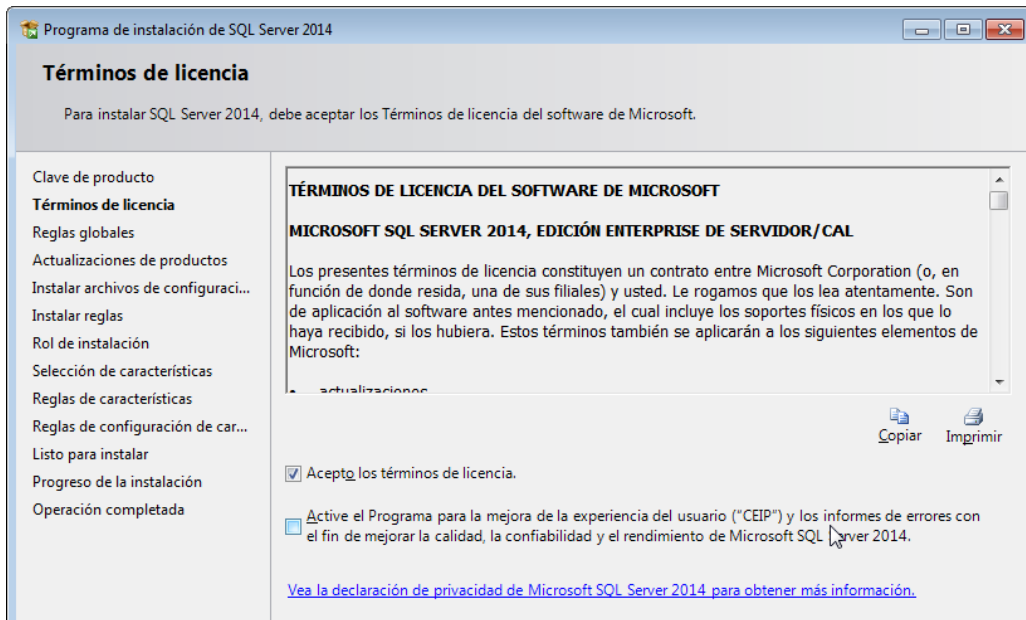 Programa de instalación de SQL Server 2014
Términos de licencia
Para instalar SQL Server 2014, debe aceptar los Términos de licencia del software de Microsoft.
Clave de producto
Términos de licencia
Reglas globales
Actualizaciones de productos
Instalar archivos de configuraci...
Instalar reglas
Rol de instalación
Selección de características
Reglas de características
Reglas de configuración de car...
Listo para instalar
Progreso de la instalación
Operación completada
TÉRMINOS DE LICENCIA DEL SOFTWARE DE MICROSOFT
MICROSOFT SQL SERVER 2014, EDICIÓN ENTERPRISE DE SERVIDOR/CAL
Los presentes términos de licencia constituyen un contrato entre Microsoft Corporation (o, en
función de donde resida, una de sus filiales) y usted. Le rogamos que los lea atentamente. Son
de aplicación al software antes mencionado, el cual incluye los soportes físicos en los que lo
haya recibido, si los hubiera. Estos términos también se aplicarán a los siguientes elementos de
Microsoft:
• actualizaciones
Copiar
Imprimir
Acepto los términos de licencia.
Active el Programa para la mejora de la experiencia del usuario ("CEIP") y los informes de errores con
el fin de mejorar la calidad, la confiabilidad y el rendimiento de Microsoft SQL Server 2014.
Vea la declaración de privacidad de Microsoft SQL Server 2014 para obtener más información.